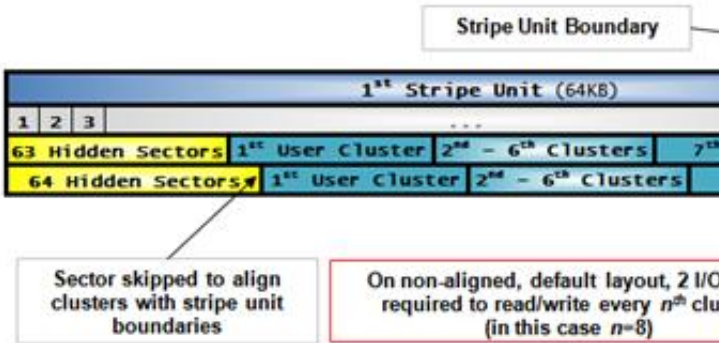 Stripe Unit Boundary
1st Stripe Unit (64KB)
1 2 3 ...
63 Hidden Sectors 1st User Cluster 2nd - 6th Clusters 7th
64 Hidden Sectors 1st User Cluster 2nd - 6th Clusters
Sector skipped to align
clusters with stripe unit
boundaries
On non-aligned, default layout, 2 I/O
required to read/write every nth clu
(in this case n=8)